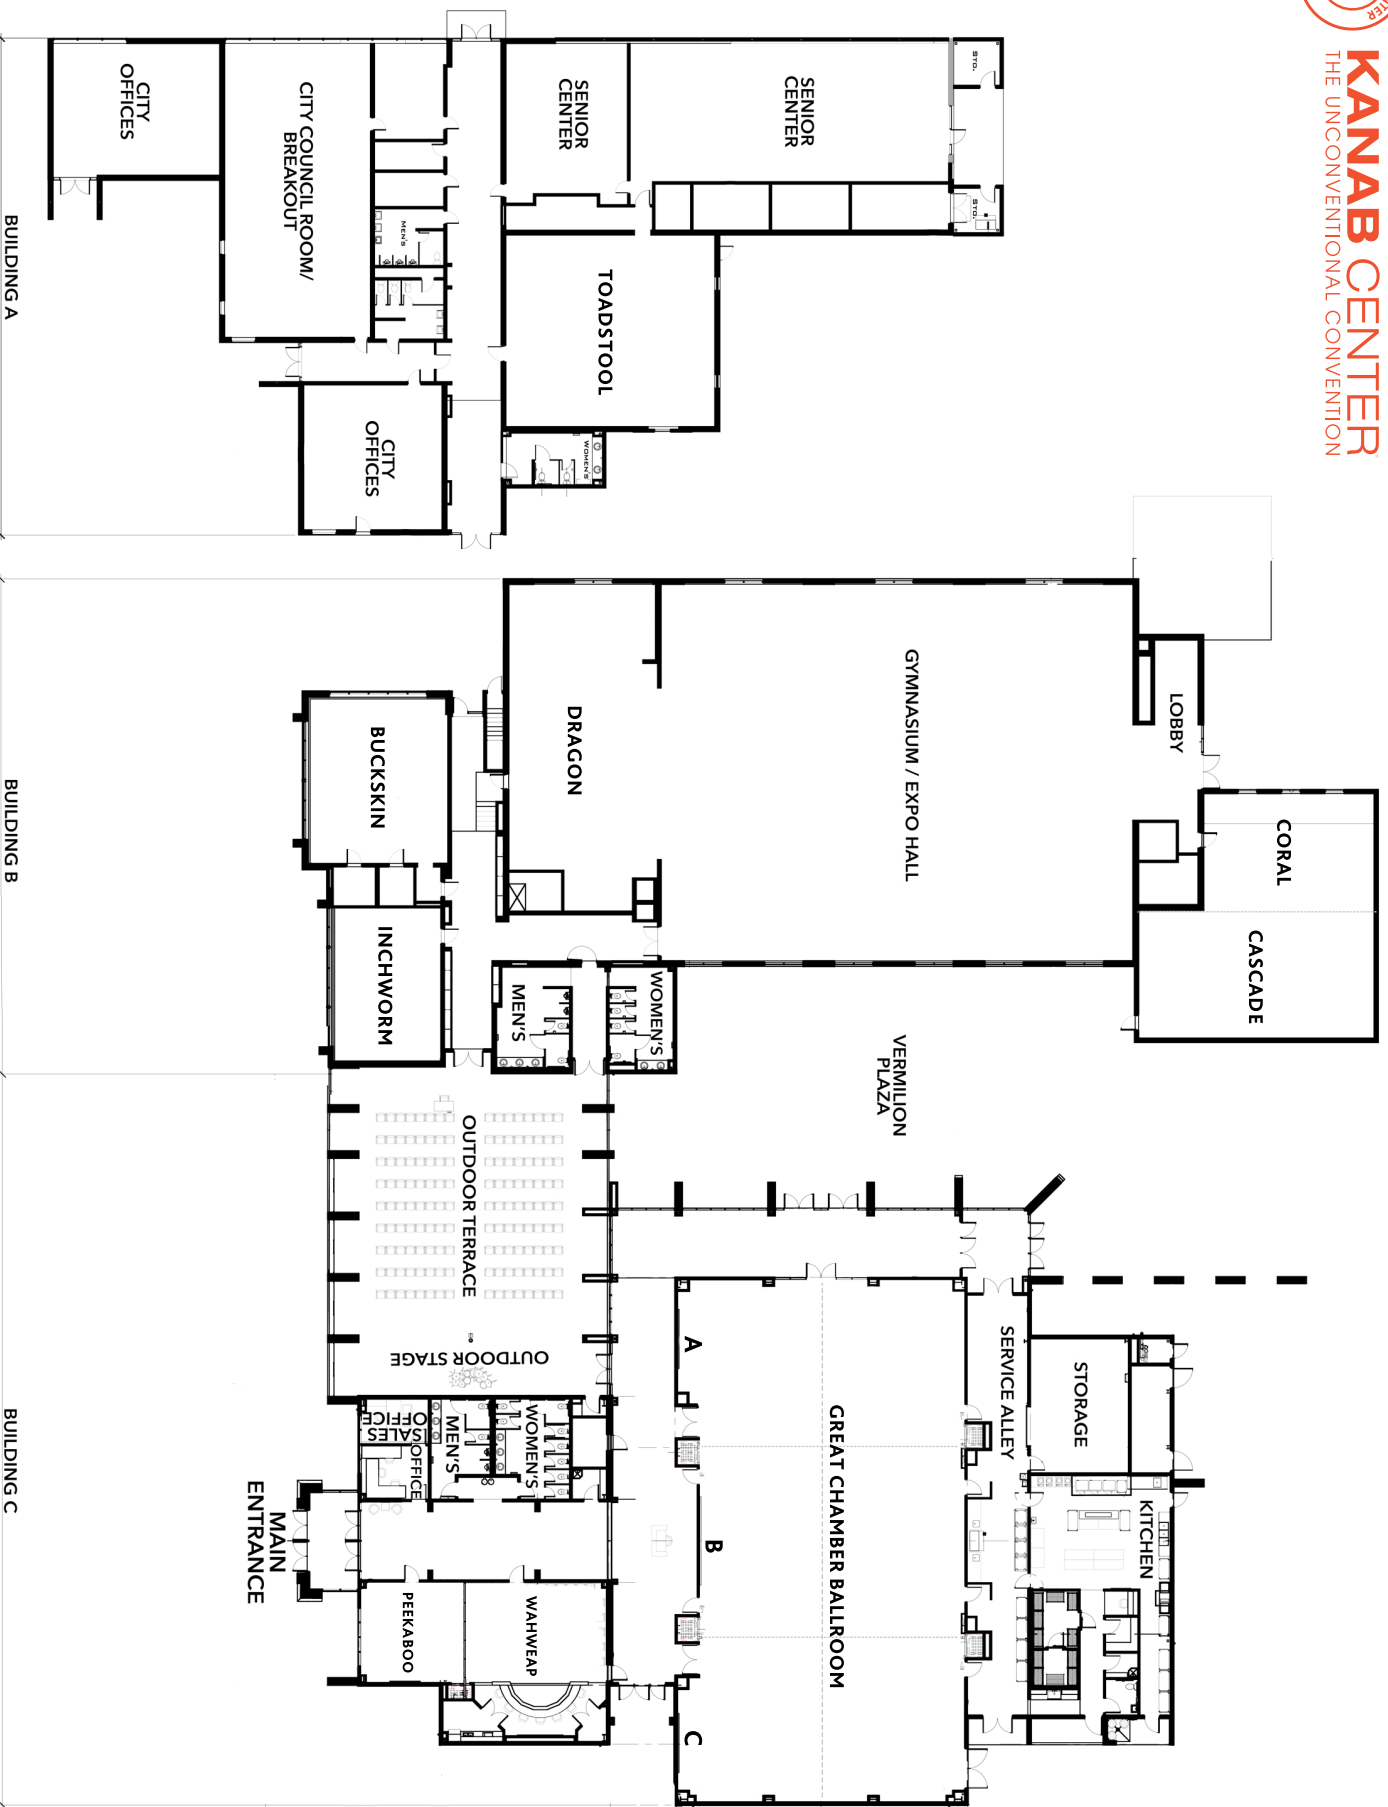 KANAB CENTER
THE UNCONVENTIONAL CONVENTION
NTER
CITY
OFFICES
CITY COUNCIL ROOM/
BREAKOUT
MEN'S
SENIOR
CENTER
SENIOR
CENTER
STO.
STO.
TOADSTOOL
WOMEN'S
CITY
OFFICES
BUILDING A
GYMNASIUM / EXPO HALL
LOBBY
CORAL
CASCADE
DRAGON
BUCKSKIN
INCHWORM
MEN'S
WOMEN'S
BUILDING B
VERMILION
PLAZA
OUTDOOR TERRACE
OUTDOOR STAGE
SALES
OFFICE
OFFICE
MEN'S
WOMEN'S
MAIN
ENTRANCE
PEEKABOO
WAHWEAP
A
B
C
GREAT CHAMBER BALLROOM
SERVICE ALLEY
STORAGE
KITCHEN
BUILDING C